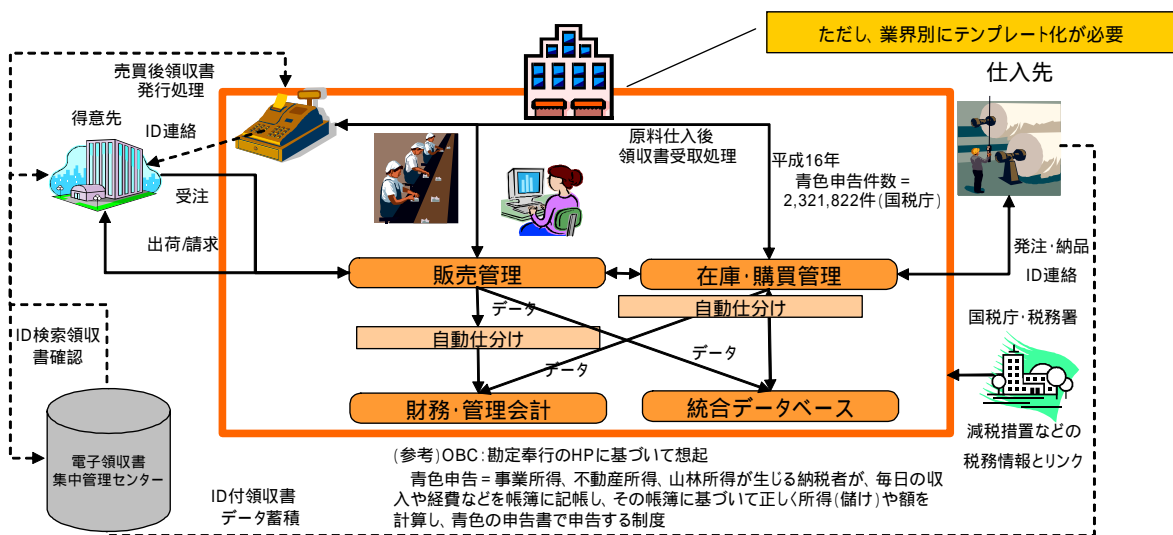 ただし、業界別にテンプレート化が必要
仕入先
売買後領収書
発行処理
得意先
ID連絡
受注
出荷/請求
原料仕入後
領収書受取処理
平成16年
青色申告件数=
2,321,822件(国税庁)
発注・納品
ID連絡
販売管理
在庫・購買管理
自動仕分け
データ
自動仕分け
データ
データ
財務・管理会計
統合データベース
国税庁・税務署
減税措置などの
税務情報とリンク
ID検索領収
書確認
電子領収書
集中管理センター
ID付領収書
データ蓄積
(参考)OBC:勘定奉行のHPに基づいて想起
青色申告=事業所得、不動産所得、山林所得が生じる納税者が、毎日の収
入や経費などを帳簿に記帳し、その帳簿に基づいて正しく所得(儲け)や額を
計算し、青色の申告書で申告する制度